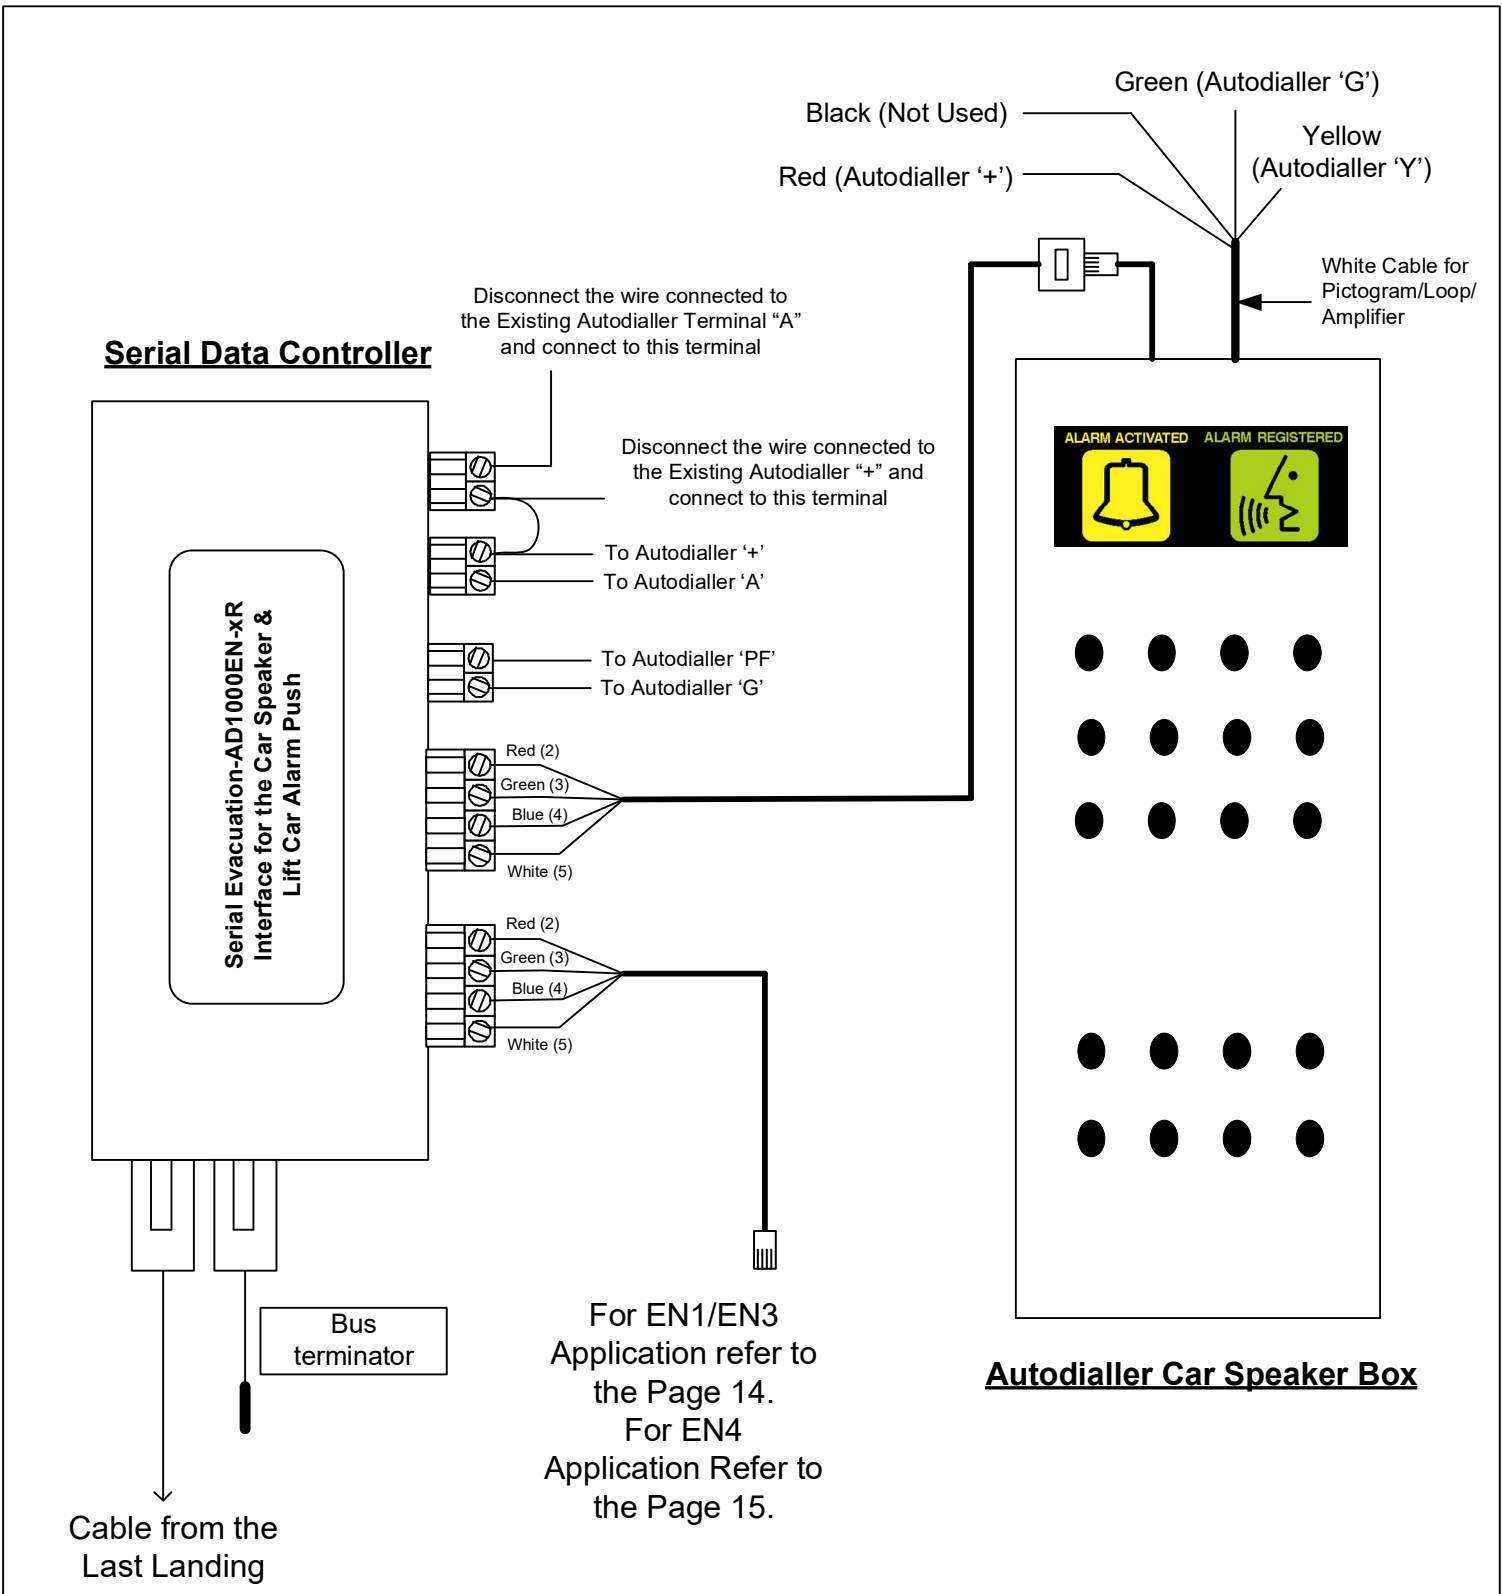 Green (Autodialler ‘G’)
Black (Not Used)
Yellow
(Autodialler ‘Y’)
Red (Autodialler ‘+’)
White Cable for
Pictogram/Loop/
Amplifier
Disconnect the wire connected to
the Existing Autodialler Terminal “A”
and connect to this terminal
Serial Data Controller
Disconnect the wire connected to
the Existing Autodialler “+” and
connect to this terminal
ALARM ACTIVATED
ALARM REGISTERED
To Autodialler ‘+’
To Autodialler ‘A’
To Autodialler ‘PF’
To Autodialler ‘G’
Serial Evacuation-AD1000EN-xR
Interface for the Car Speaker &
Lift Car Alarm Push
Red (2)
Green (3)
Blue (4)
White (5)
Red (2)
Green (3)
Blue (4)
White (5)
Bus
terminator
For EN1/EN3
Application refer to
the Page 14.
For EN4
Application Refer to
the Page 15.
Autodialler Car Speaker Box
Cable from the
Last Landing